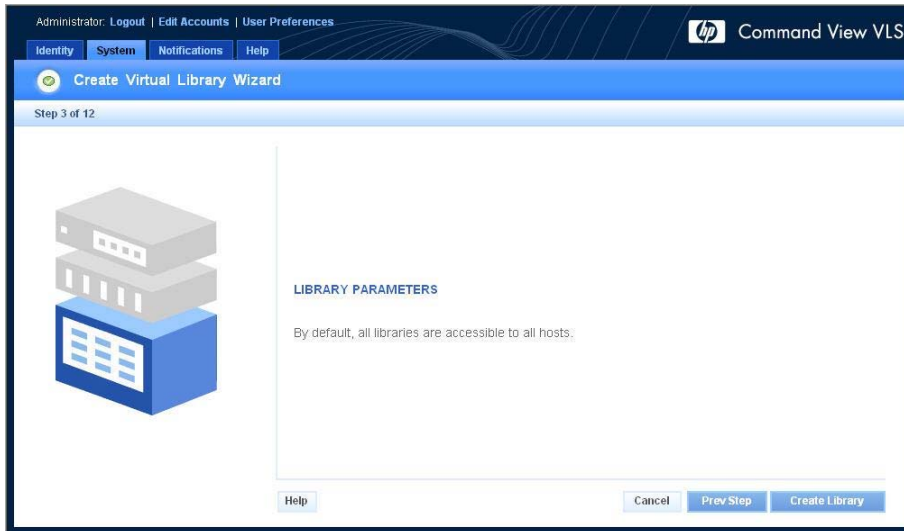 Administrator: Logout | Edit Accounts | User Preferences
hp Command View VLS
Identity System Notifications Help
Create Virtual Library Wizard
Step 3 of 12
LIBRARY PARAMETERS
By default, all libraries are accessible to all hosts.
Help Cancel Prev Step Create Library